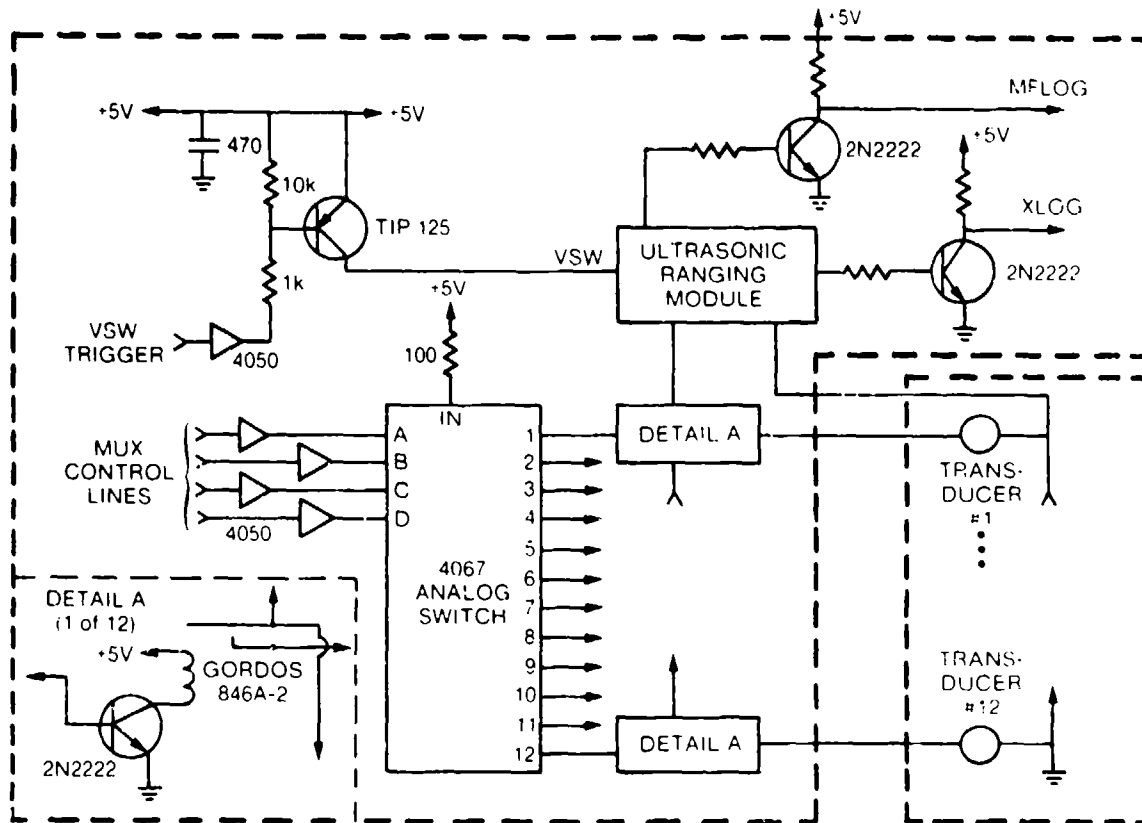 +5V
MFLOG
+5V
+5V
470
10k
2N2222
+5V
XLOG
TIP 125
VSW
ULTRASONIC
RANGING
MODULE
2N2222
1k
+5V
VSW
TRIGGER
4050
100
IN
MUX
CONTROL
LINES
A
B
C
D
4050
1
2
3
4
5
6
7
8
9
10
11
12
4067
ANALOG
SWITCH
DETAIL A
TRANS-
DUCER
#1
DETAIL A
(1 of 12)
+5V
GORDOS
846A-2
2N2222
DETAIL A
TRANS-
DUCER
#12